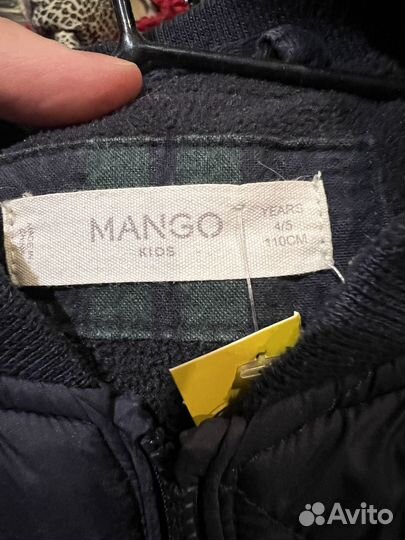 MANGO
KIDS
YEARS
4/5
110CM
Avito